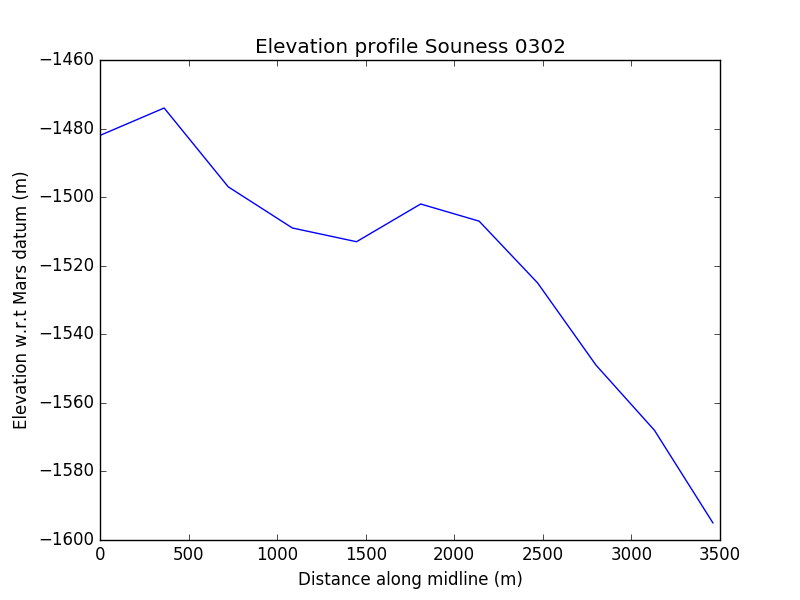 Elevation profile Souness 0302
−1460
−1480
−1500
−1520
−1540
−1560
−1580
−1600
Elevation w.r.t Mars datum (m)
0 500 1000 1500 2000 2500 3000 3500
Distance along midline (m)